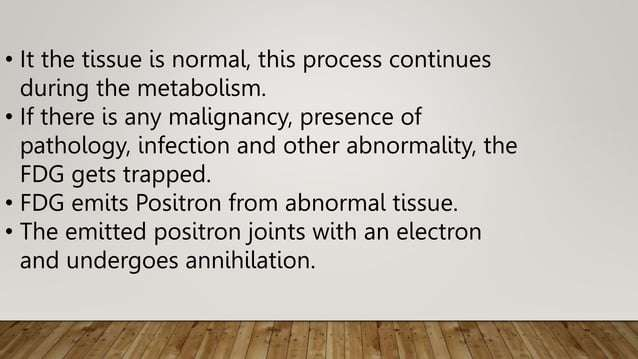 • It the tissue is normal, this process continues
during the metabolism.
• If there is any malignancy, presence of
pathology, infection and other abnormality, the
FDG gets trapped.
• FDG emits Positron from abnormal tissue.
• The emitted positron joints with an electron
and undergoes annihilation.